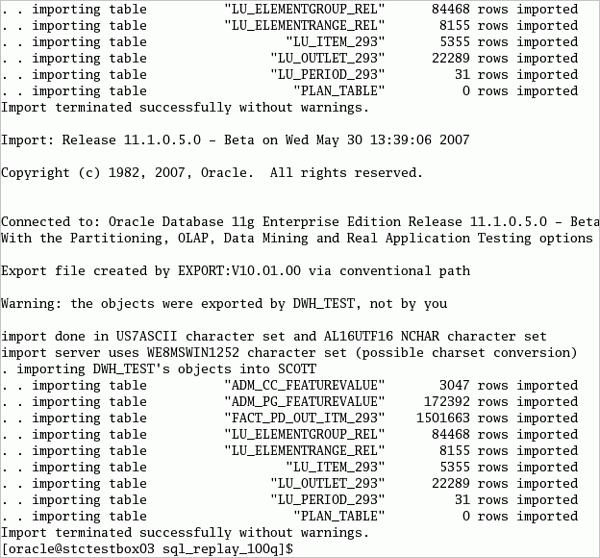 . . importing table          "LU_ELEMENTGROUP_REL"      84468 rows imported
. . importing table          "LU_ELEMENTRANGE_REL"       8155 rows imported
. . importing table                  "LU_ITEM_293"       5355 rows imported
. . importing table                "LU_OUTLET_293"      22289 rows imported
. . importing table                "LU_PERIOD_293"         31 rows imported
. . importing table                   "PLAN_TABLE"          0 rows imported
Import terminated successfully without warnings.
Import: Release 11.1.0.5.0 - Beta on Wed May 30 13:39:06 2007
Copyright (c) 1982, 2007, Oracle.  All rights reserved.
Connected to: Oracle Database 11g Enterprise Edition Release 11.1.0.5.0 - Beta
With the Partitioning, OLAP, Data Mining and Real Application Testing options
Export file created by EXPORT:V10.01.00 via conventional path
Warning: the objects were exported by DWH_TEST, not by you
import done in US7ASCII character set and AL16UTF16 NCHAR character set
import server uses WE8MSWIN1252 character set (possible charset conversion)
. importing DWH_TEST's objects into SCOTT
. . importing table          "ADM_CC_FEATUREVALUE"       3047 rows imported
. . importing table          "ADM_PG_FEATUREVALUE"     172392 rows imported
. . importing table          "FACT_PD_OUT_ITM_293"    1501663 rows imported
. . importing table          "LU_ELEMENTGROUP_REL"      84468 rows imported
. . importing table          "LU_ELEMENTRANGE_REL"       8155 rows imported
. . importing table                  "LU_ITEM_293"       5355 rows imported
. . importing table                "LU_OUTLET_293"      22289 rows imported
. . importing table                "LU_PERIOD_293"         31 rows imported
. . importing table                   "PLAN_TABLE"          0 rows imported
Import terminated successfully without warnings.
[oracle@stctestbox03 sql_replay_100q]$